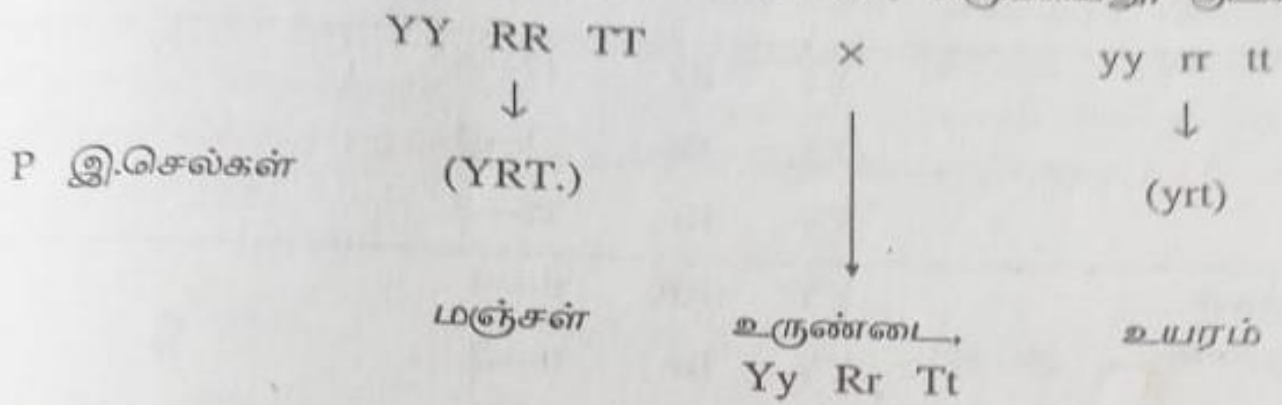 YY RR TT × yy rr tt
↓ ↓
P இ.செல்கள் (YRT.) (yrt)
மஞ்சள் உருண்டை, உயரம்
Yy Rr Tt